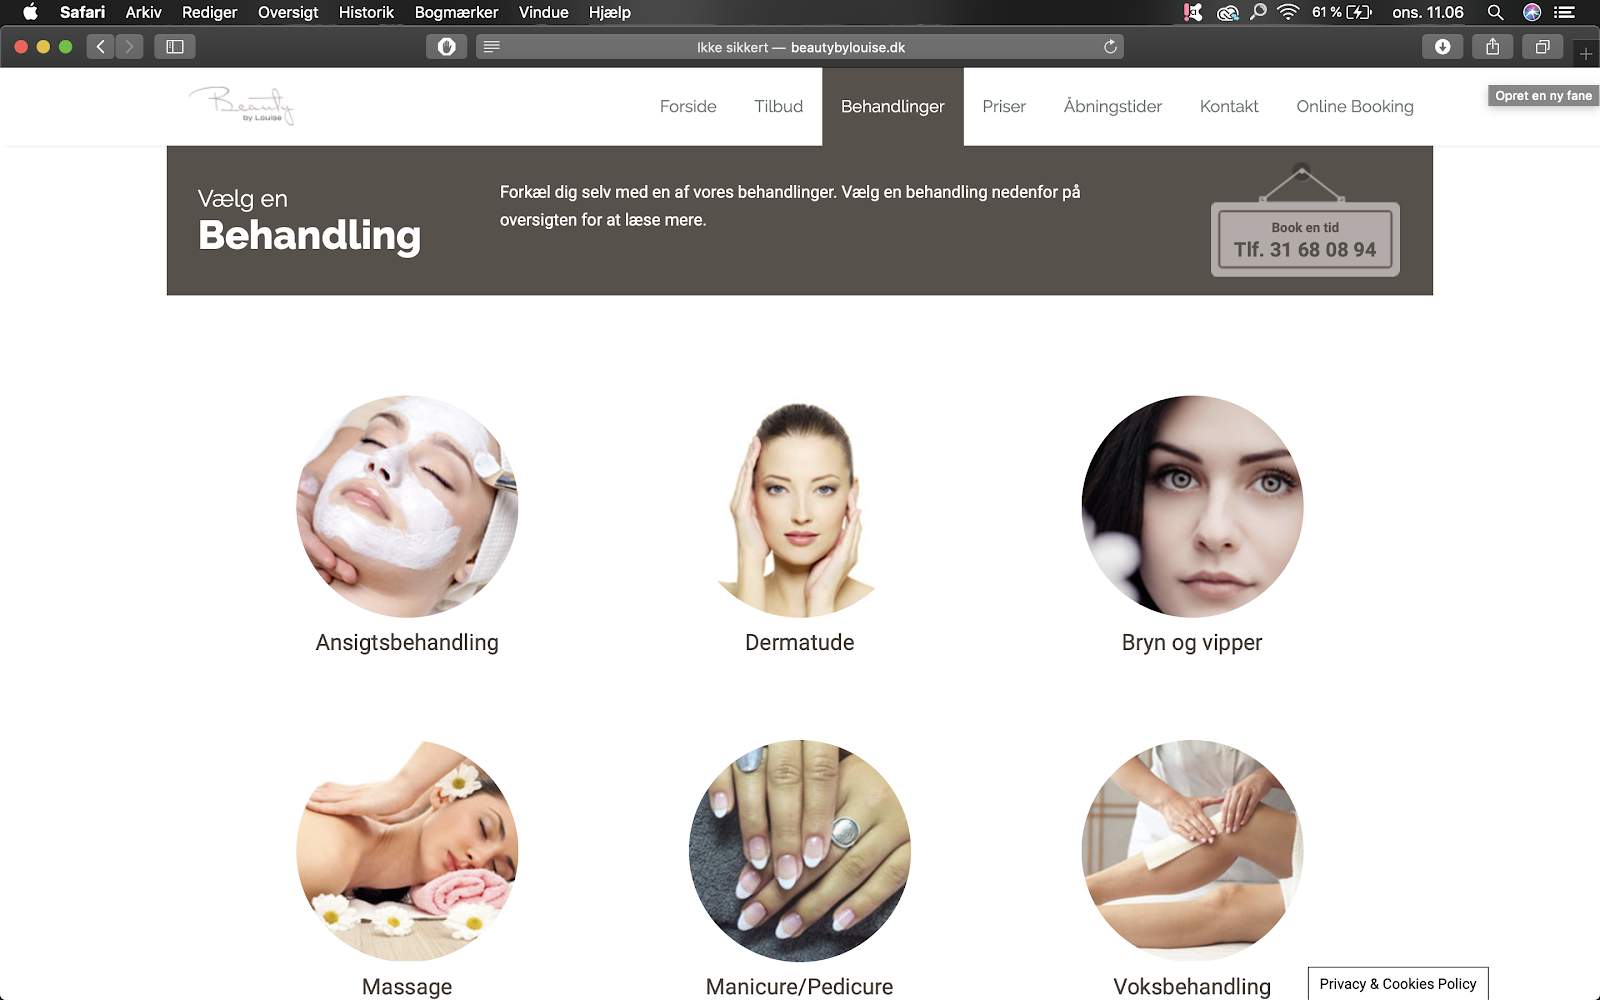 Safari Arkiv Rediger Oversigt Historik Bogmærker Vindue Hjælp 61 % ons. 11.06
Ikke sikkert — beautybylouise.dk
Opret en ny fane
Beauty
by Louise
Forside Tilbud Behandlinger Priser Åbningstider Kontakt Online Booking
Vælg en
Behandling
Forkæl dig selv med en af vores behandlinger. Vælg en behandling nedenfor på
oversigten for at læse mere.
Book en tid
Tlf. 31 68 08 94
Ansigtsbehandling
Dermatude
Bryn og vipper
Massage
Manicure/Pedicure
Voksbehandling
Privacy & Cookies Policy